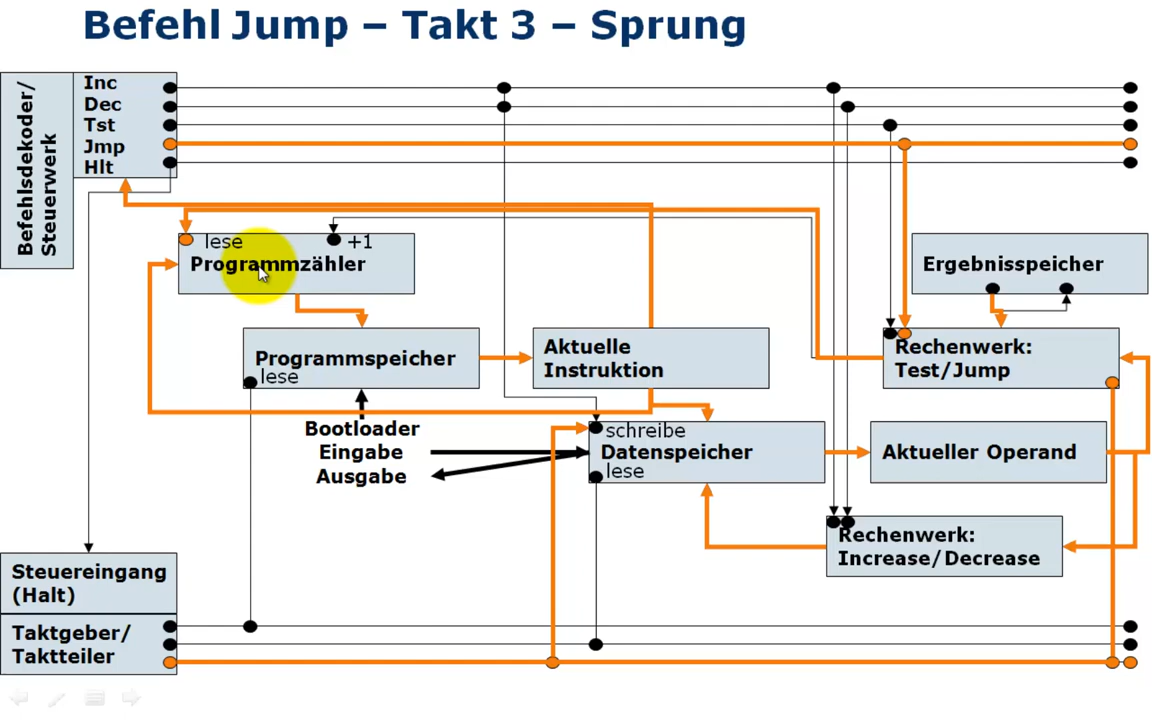 Befehl Jump – Takt 3 – Sprung
Befehlsdekoder/
Steuerwerk
Inc
Dec
Tst
Jmp
Hlt
lese
+1
Programmzähler
Ergebnisspeicher
Programmspeicher
lese
Aktuelle
Instruktion
Rechenwerk:
Test/Jump
Bootloader
Eingabe
Ausgabe
schreibe
Datenspeicher
lese
Aktueller Operand
Rechenwerk:
Increase/Decrease
Steuereingang
(Halt)
Taktgeber/
Taktteiler